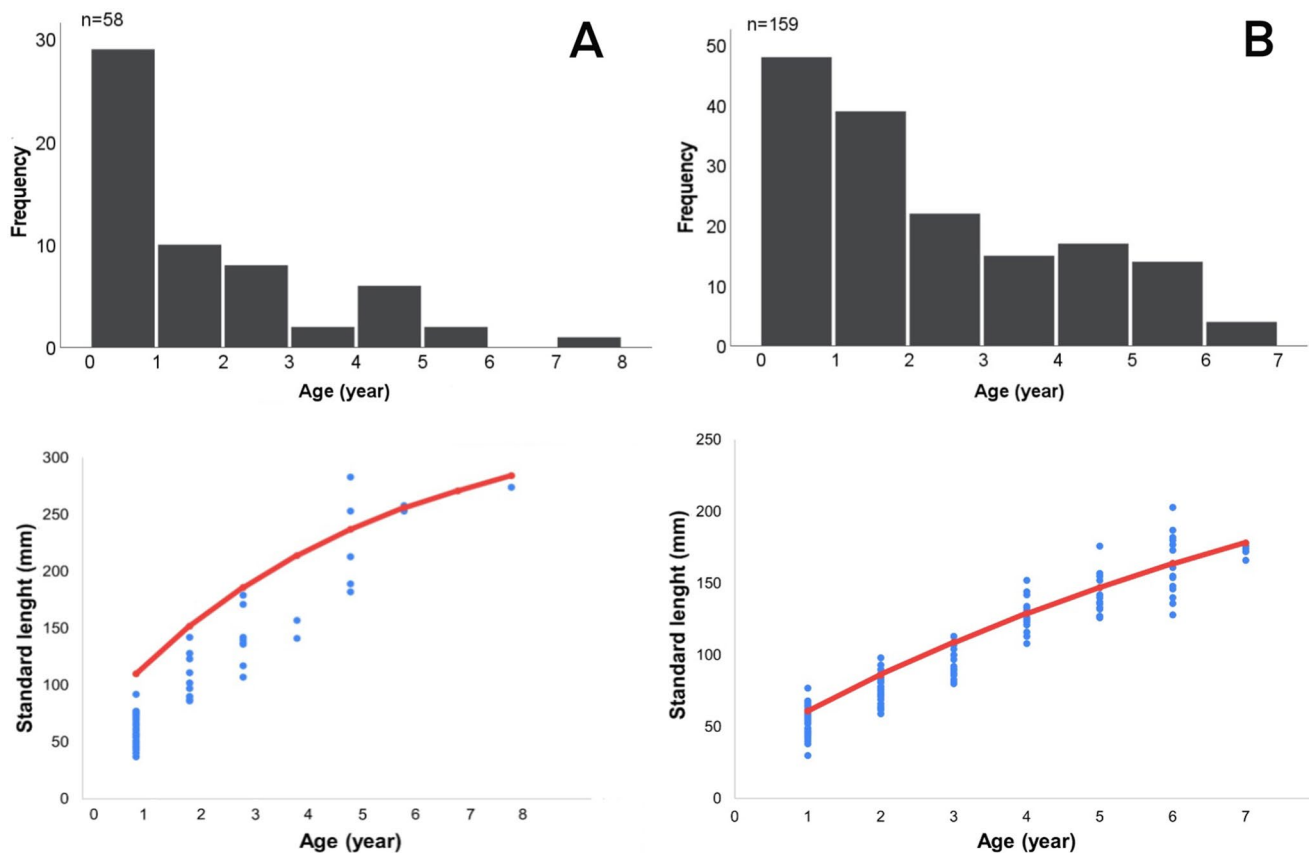 n=58
A
30
20
10
0
Frequency
0 1 2 3 4 5 6 7 8
Age (year)
n=159
B
50
40
30
20
10
0
Frequency
0 1 2 3 4 5 6 7
Age (year)
300
250
200
150
100
50
0
Standard lenght (mm)
0 1 2 3 4 5 6 7 8
Age (year)
250
200
150
100
50
0
Standard lenght (mm)
0 1 2 3 4 5 6 7
Age (year)